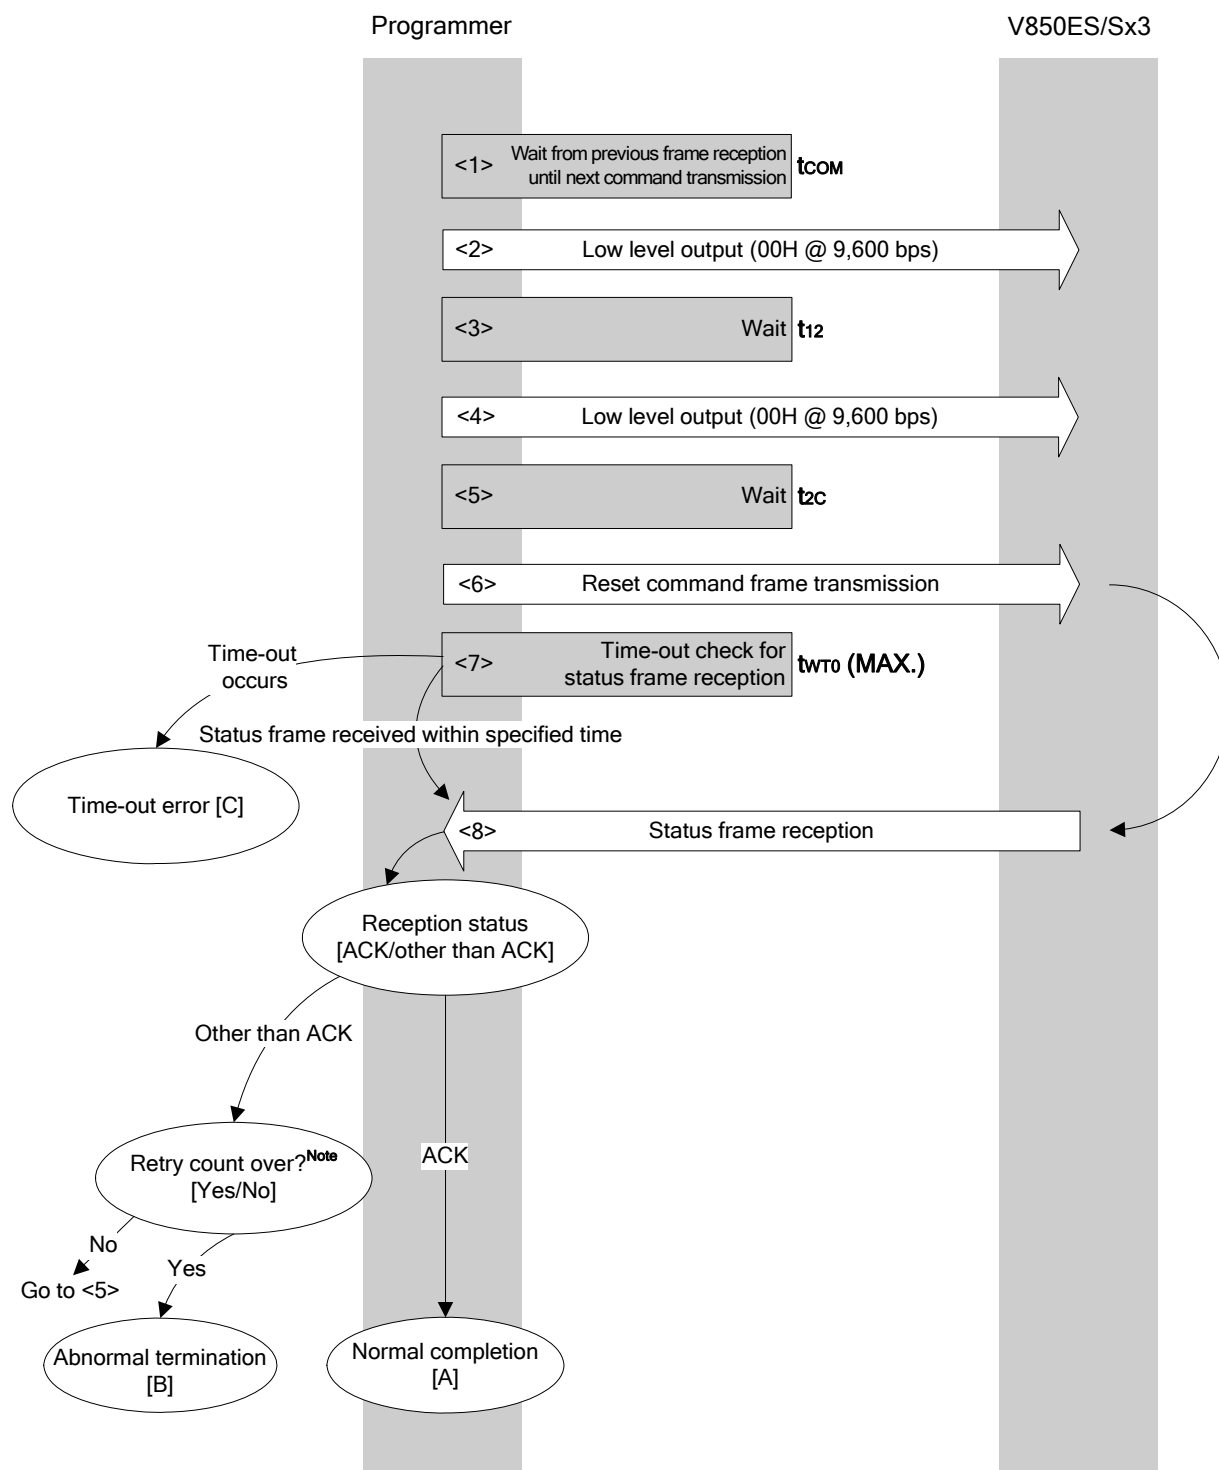 Programmer
V850ES/Sx3
<1> Wait from previous frame reception
until next command transmission
tCOM
<2> Low level output (00H @ 9,600 bps)
<3> Wait t12
<4> Low level output (00H @ 9,600 bps)
<5> Wait t2C
<6> Reset command frame transmission
<7> Time-out check for
status frame reception
tWT0 (MAX.)
Time-out
occurs
Status frame received within specified time
Time-out error [C]
<8> Status frame reception
Reception status
[ACK/other than ACK]
Other than ACK
ACK
Retry count over?Note
[Yes/No]
No
Go to <5>
Yes
Abnormal termination
[B]
Normal completion
[A]